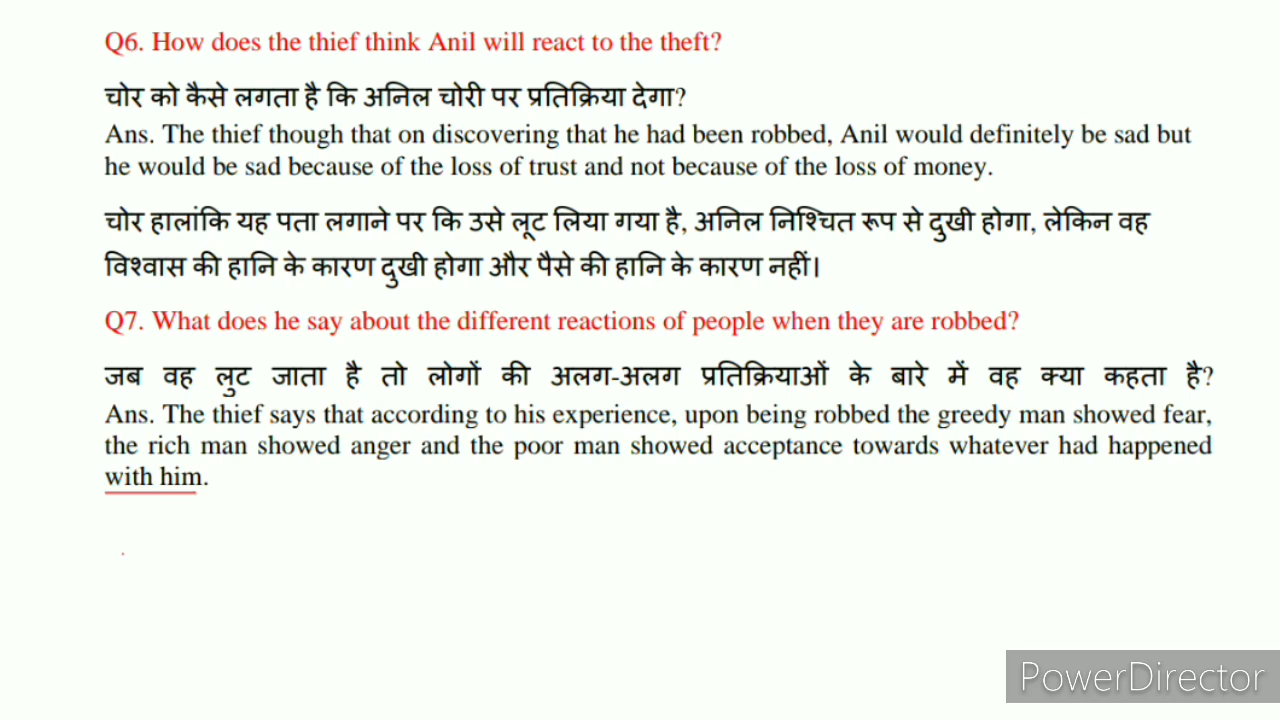 Q6. How does the thief think Anil will react to the theft?
चोर को कैसे लगता है कि अनिल चोरी पर प्रतिक्रिया देगा?
Ans. The thief though that on discovering that he had been robbed, Anil would definitely be sad but
he would be sad because of the loss of trust and not because of the loss of money.
चोर हालांकि यह पता लगाने पर कि उसे लूट लिया गया है, अनिल निश्चित रूप से दुखी होगा, लेकिन वह
विश्वास की हानि के कारण दुखी होगा और पैसे की हानि के कारण नहीं।
Q7. What does he say about the different reactions of people when they are robbed?
जब वह लुट जाता है तो लोगों की अलग-अलग प्रतिक्रियाओं के बारे में वह क्या कहता है?
Ans. The thief says that according to his experience, upon being robbed the greedy man showed fear,
the rich man showed anger and the poor man showed acceptance towards whatever had happened
with him.
PowerDirector